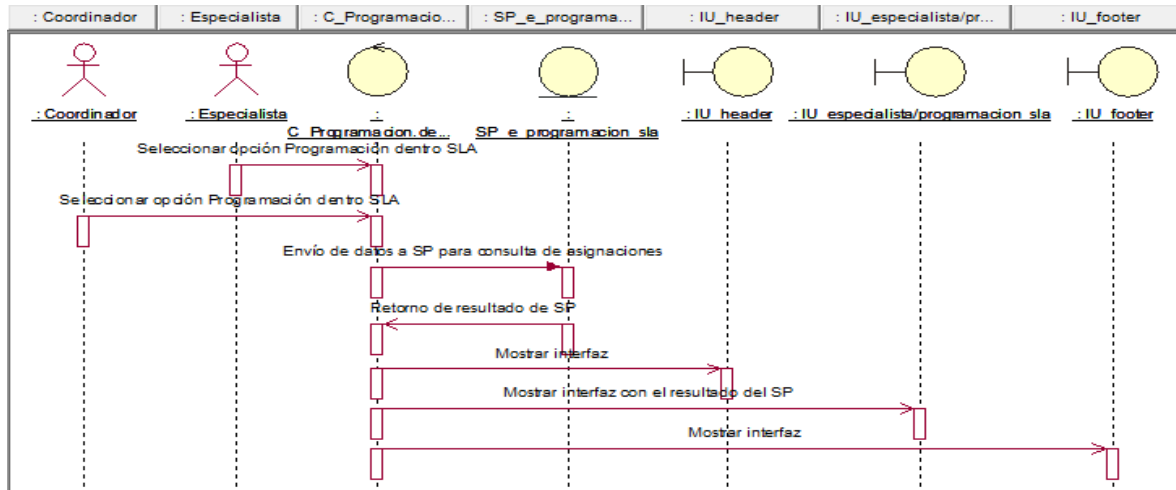 : Coordinador : Especialista : C_Programacio... : SP_e_programa... : IU_header : IU_especialista/pr... : IU_footer
: Coordinador : Especialista : : : IU_header : IU_especialista/programacion_sla : IU_footer
C_Programacion.de... SP_e_programacion_sla
Seleccionar opción Programación dentro SLA
Seleccionar opción Programación dentro SLA
Envío de datos a SP para consulta de asignaciones
Retorno de resultado de SP
Mostrar interfaz
Mostrar interfaz con el resultado del SP
Mostrar interfaz